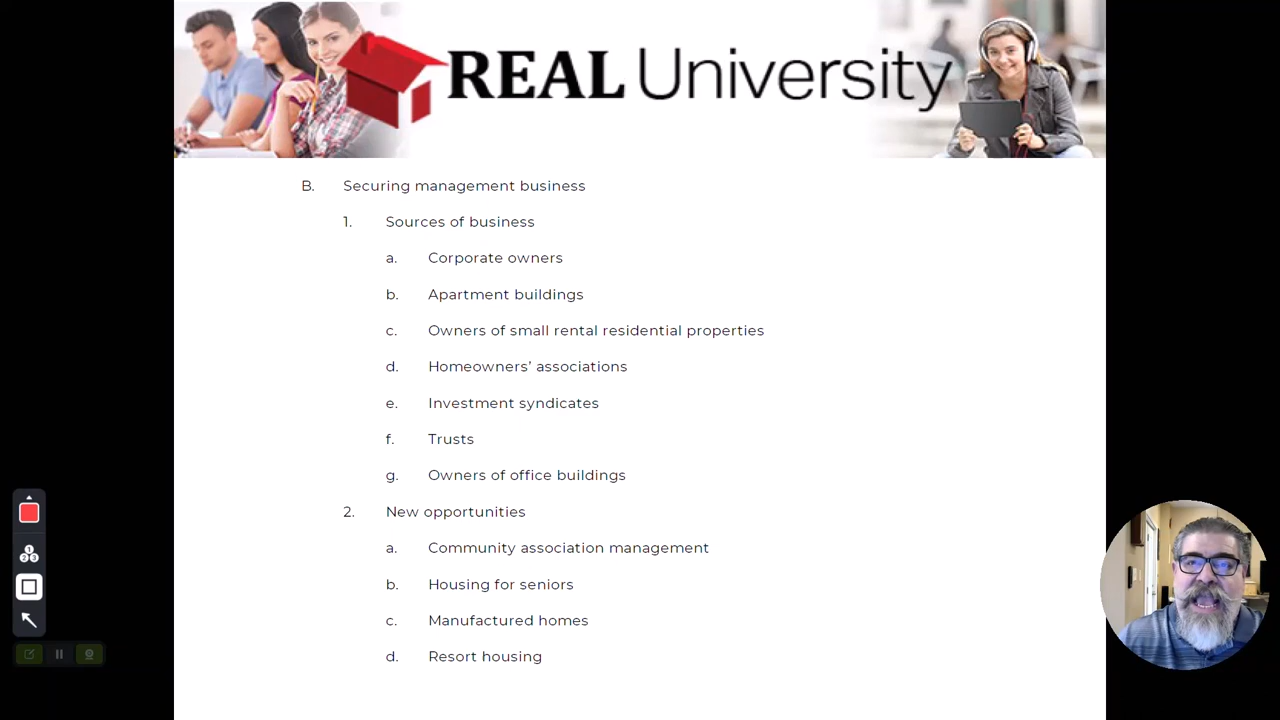 REAL University
B. Securing management business
1. Sources of business
a. Corporate owners
b. Apartment buildings
c. Owners of small rental residential properties
d. Homeowners’ associations
e. Investment syndicates
f. Trusts
g. Owners of office buildings
2. New opportunities
a. Community association management
b. Housing for seniors
c. Manufactured homes
d. Resort housing